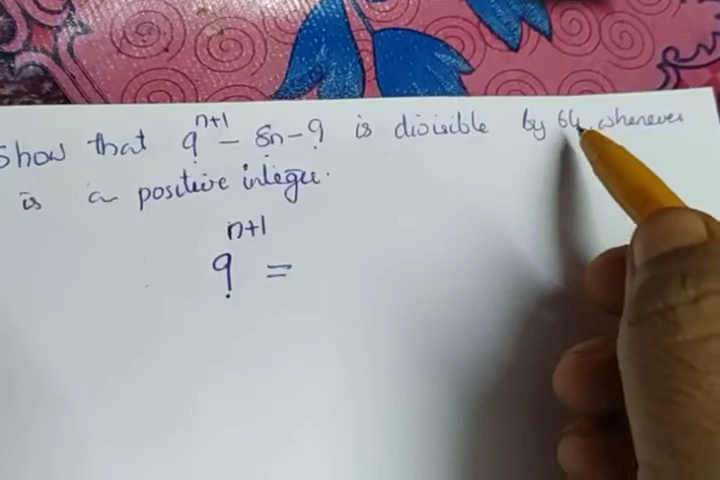 Show that 9^{n+1} - 8n - 9 is divisible by 64, whenever
is a positive integer.
9^{n+1} =